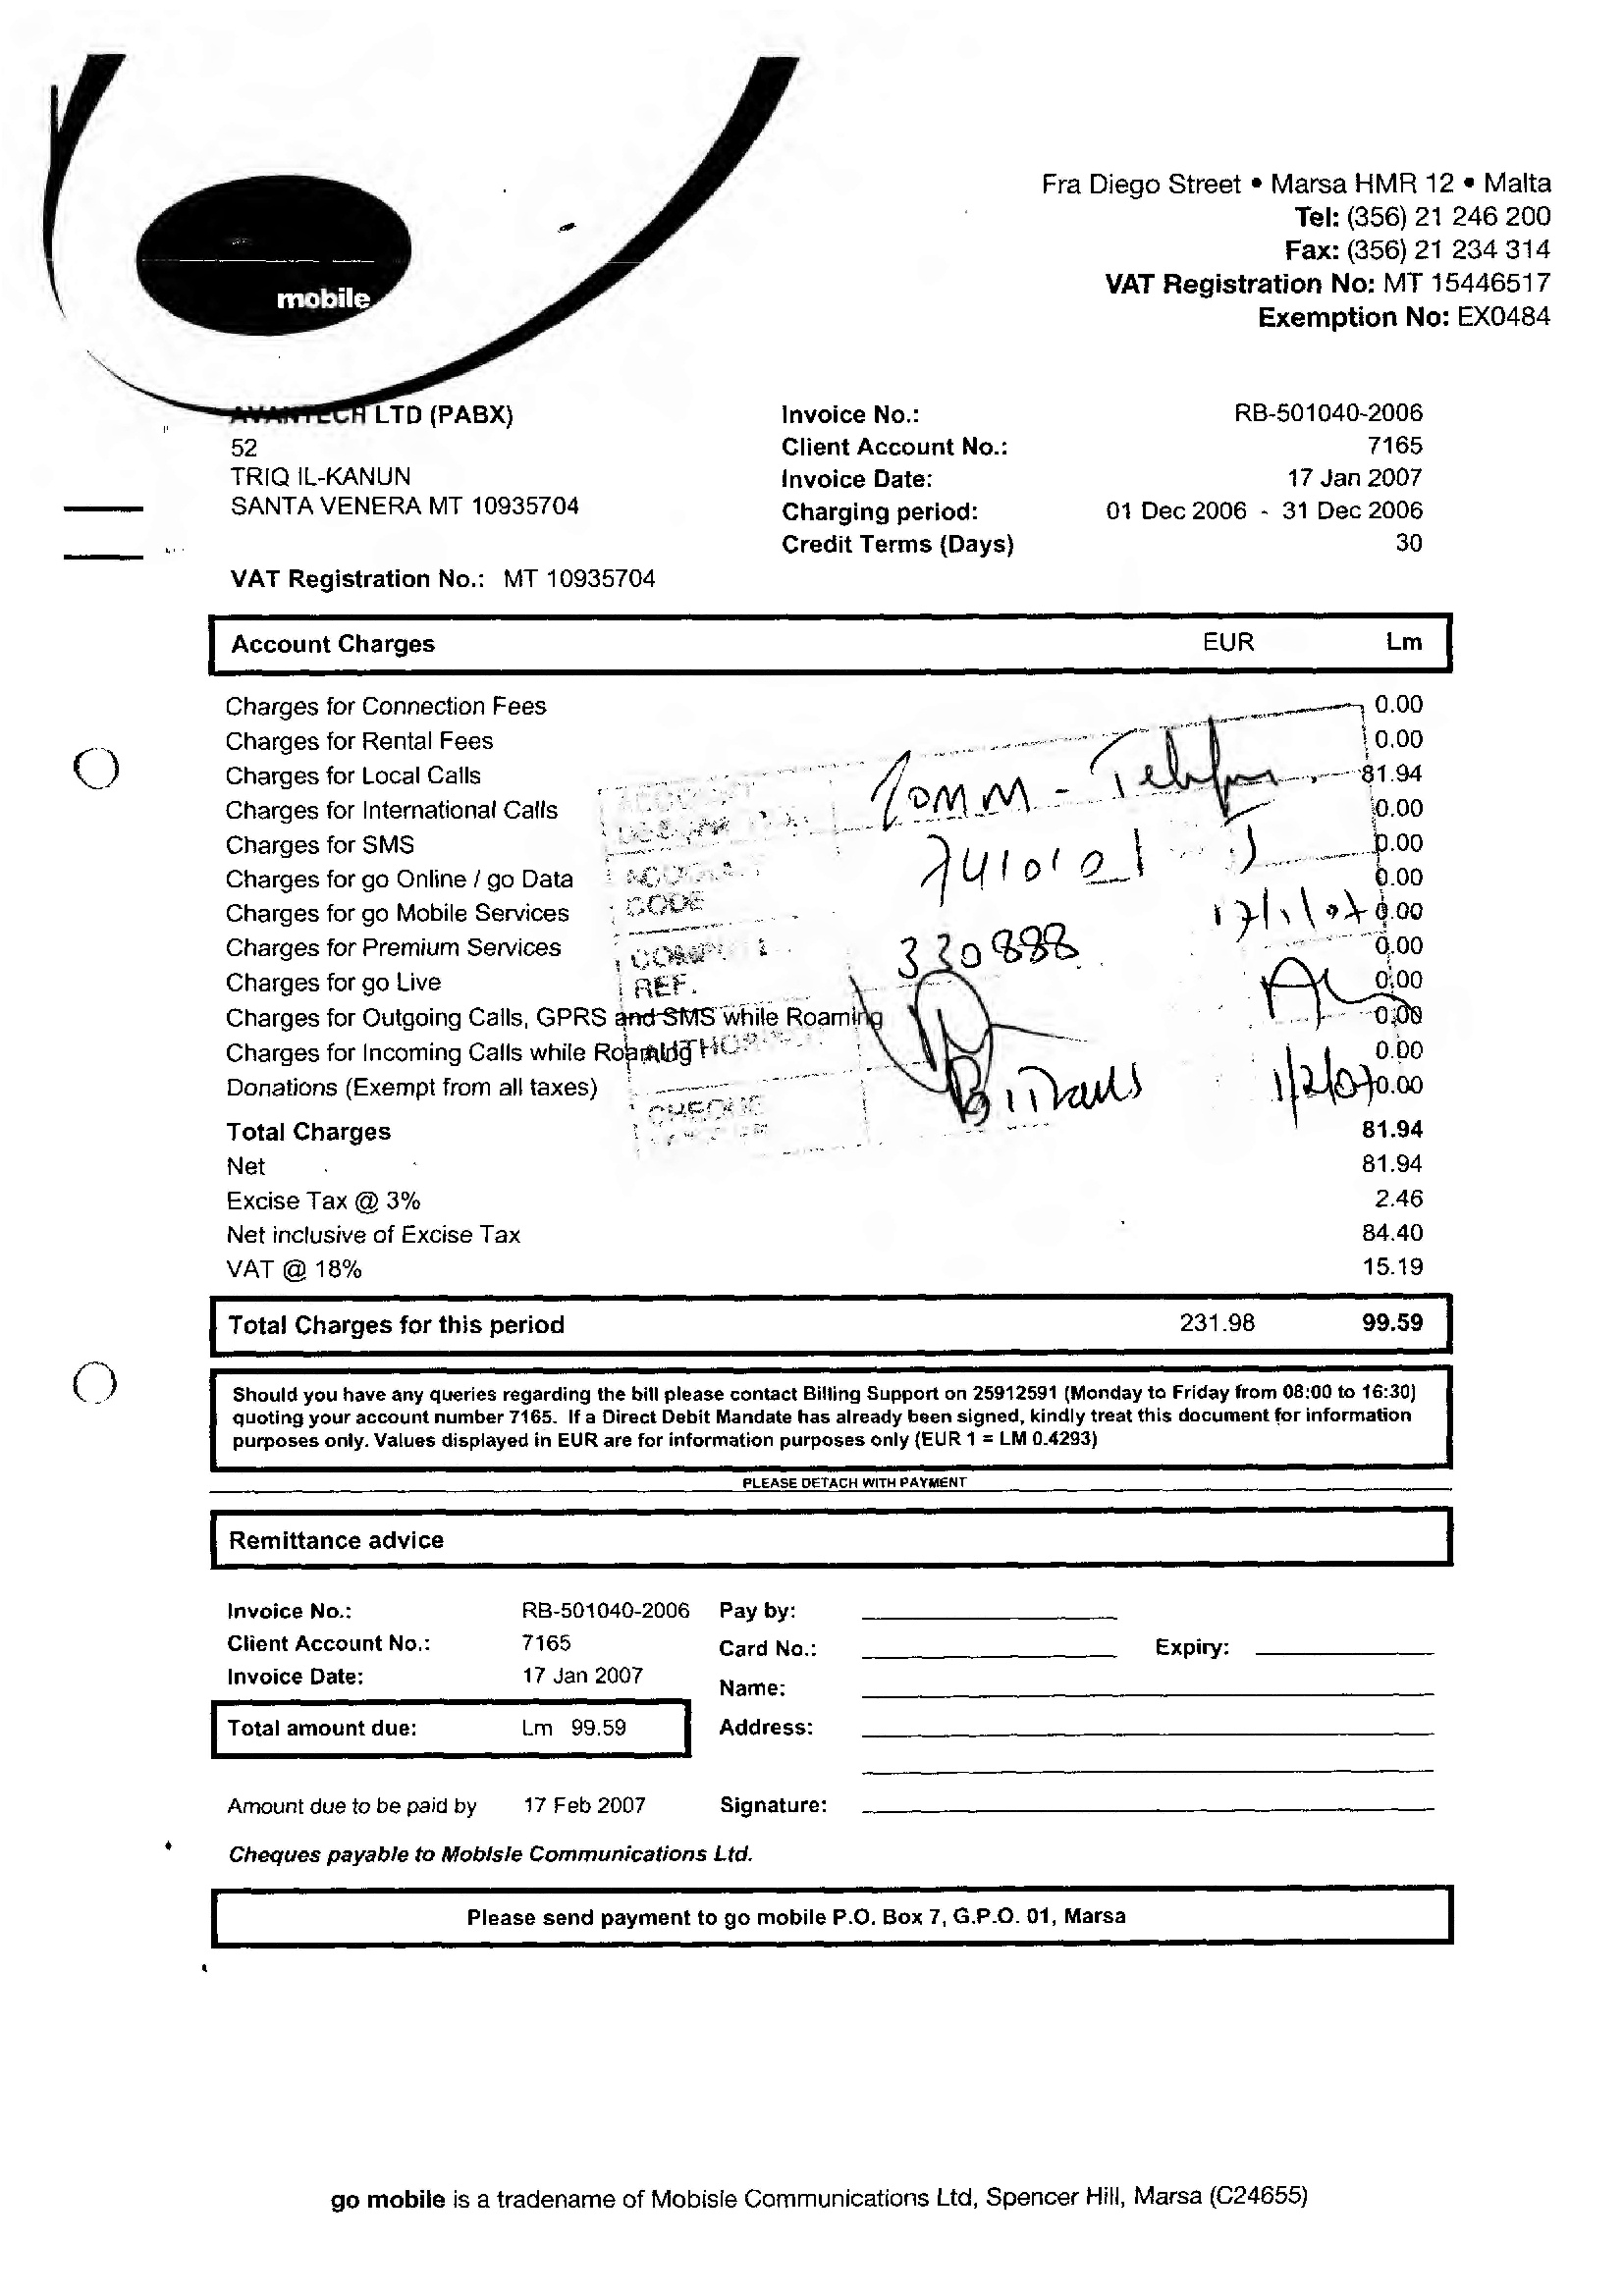 mobile
Fra Diego Street • Marsa HMR 12 • Malta
Tel: (356) 21 246 200
Fax: (356) 21 234 314
VAT Registration No: MT 15446517
Exemption No: EX0484
AVANTECH LTD (PABX)
52
TRIQ IL-KANUN
SANTA VENERA MT 10935704
VAT Registration No.: MT 10935704
Invoice No.: RB-501040-2006
Client Account No.: 7165
Invoice Date: 17 Jan 2007
Charging period: 01 Dec 2006 - 31 Dec 2006
Credit Terms (Days) 30
Account Charges EUR Lm
Charges for Connection Fees 0.00
Charges for Rental Fees 0.00
Charges for Local Calls 81.94
Charges for International Calls 0.00
Charges for SMS 0.00
Charges for go Online / go Data 0.00
Charges for go Mobile Services 0.00
Charges for Premium Services 0.00
Charges for go Live 0.00
Charges for Outgoing Calls, GPRS and SMS while Roaming 0.00
Charges for Incoming Calls while Roaming 0.00
Donations (Exempt from all taxes) 0.00
CODE
REF.
CHEQUE
7410101
17/1/07
330888
1/2/07
Total Charges 81.94
Net 81.94
Excise Tax @ 3% 2.46
Net inclusive of Excise Tax 84.40
VAT @ 18% 15.19
Total Charges for this period 231.98 99.59
Should you have any queries regarding the bill please contact Billing Support on 25912591 (Monday to Friday from 08:00 to 16:30)
quoting your account number 7165. If a Direct Debit Mandate has already been signed, kindly treat this document for information
purposes only. Values displayed in EUR are for information purposes only (EUR 1 = LM 0.4293)
PLEASE DETACH WITH PAYMENT
Remittance advice
Invoice No.: RB-501040-2006
Client Account No.: 7165
Invoice Date: 17 Jan 2007
Total amount due: Lm 99.59
Amount due to be paid by 17 Feb 2007
Pay by:
Card No.: Expiry:
Name:
Address:
Signature:
Cheques payable to MobIsle Communications Ltd.
Please send payment to go mobile P.O. Box 7, G.P.O. 01, Marsa
go mobile is a tradename of Mobisle Communications Ltd, Spencer Hill, Marsa (C24655)